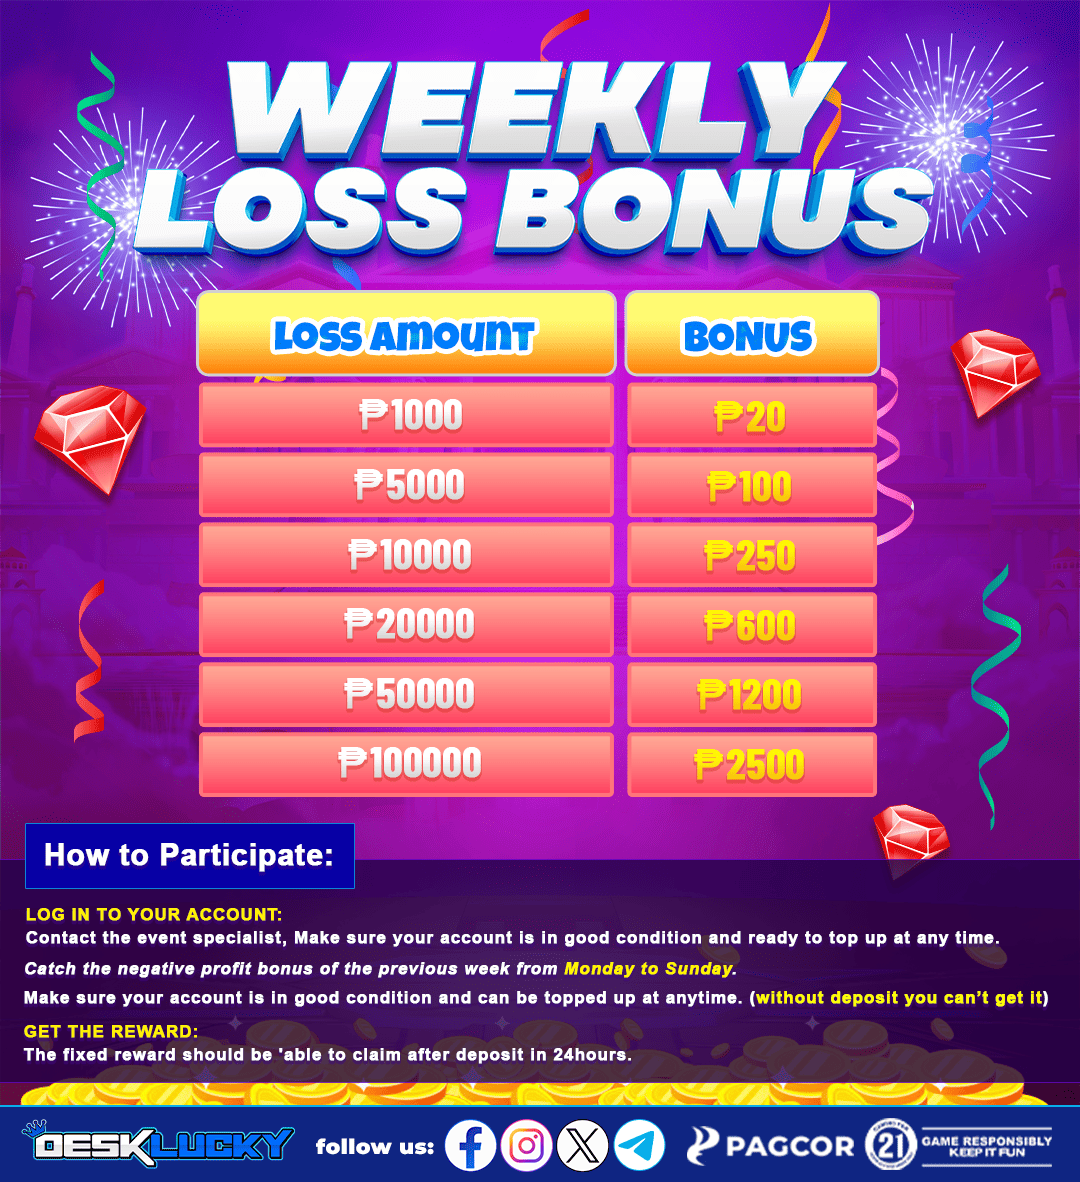 WEEKLY
LOSS BONUS
LOSS AMOUNT BONUS
₱1000 ₱20
₱5000 ₱100
₱10000 ₱250
₱20000 ₱600
₱50000 ₱1200
₱100000 ₱2500
How to Participate:
LOG IN TO YOUR ACCOUNT:
Contact the event specialist, Make sure your account is in good condition and ready to top up at any time.
Catch the negative profit bonus of the previous week from Monday to Sunday.
Make sure your account is in good condition and can be topped up at anytime. (without deposit you can't get it)
GET THE REWARD:
The fixed reward should be 'able to claim after deposit in 24hours.
DESKLUCKY follow us: PAGCOR 21 GAME RESPONSIBLY
KEEP IT FUN